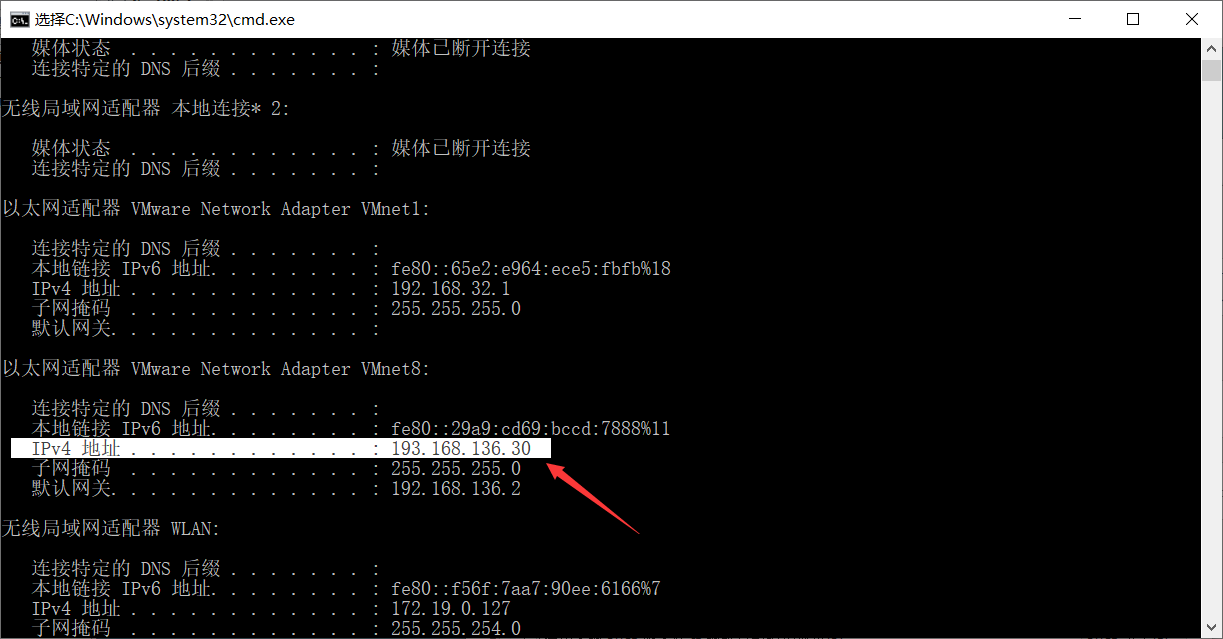 选择C:\Windows\system32\cmd.exe
媒体状态 . . . . . . . . . . . . : 媒体已断开连接
连接特定的 DNS 后缀 . . . . . . . :
无线局域网适配器 本地连接* 2:
媒体状态 . . . . . . . . . . . . : 媒体已断开连接
连接特定的 DNS 后缀 . . . . . . . :
以太网适配器 VMware Network Adapter VMnet1:
连接特定的 DNS 后缀 . . . . . . . :
本地链接 IPv6 地址. . . . . . . . : fe80::65e2:e964:ece5:fbfb%18
IPv4 地址 . . . . . . . . . . . . : 192.168.32.1
子网掩码 . . . . . . . . . . . . : 255.255.255.0
默认网关. . . . . . . . . . . . . :
以太网适配器 VMware Network Adapter VMnet8:
连接特定的 DNS 后缀 . . . . . . . :
本地链接 IPv6 地址. . . . . . . . : fe80::29a9:cd69:bccd:7888%11
IPv4 地址 . . . . . . . . . . . . : 193.168.136.30
子网掩码 . . . . . . . . . . . . : 255.255.255.0
默认网关. . . . . . . . . . . . . : 192.168.136.2
无线局域网适配器 WLAN:
连接特定的 DNS 后缀 . . . . . . . :
本地链接 IPv6 地址. . . . . . . . : fe80::f56f:7aa7:90ee:6166%7
IPv4 地址 . . . . . . . . . . . . : 172.19.0.127
子网掩码 . . . . . . . . . . . . : 255.255.254.0